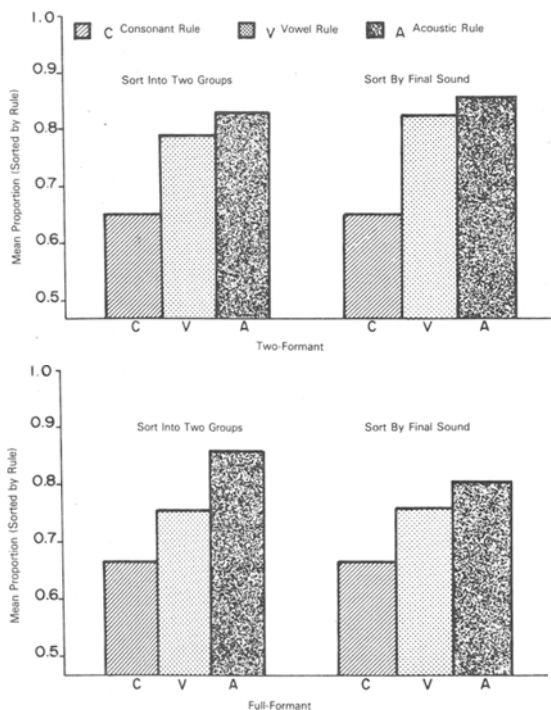 1.0
C Consonant Rule V Vowel Rule A Acoustic Rule
0.9
Sort Into Two Groups Sort By Final Sound
0.8
0.7
0.6
0.5
Mean Proportion (Sorted by Rule)
C V A C V A
Two-Formant
1.0
0.9
Sort Into Two Groups Sort By Final Sound
0.8
0.7
0.6
0.5
Mean Proportion (Sorted by Rule)
C V A C V A
Full-Formant